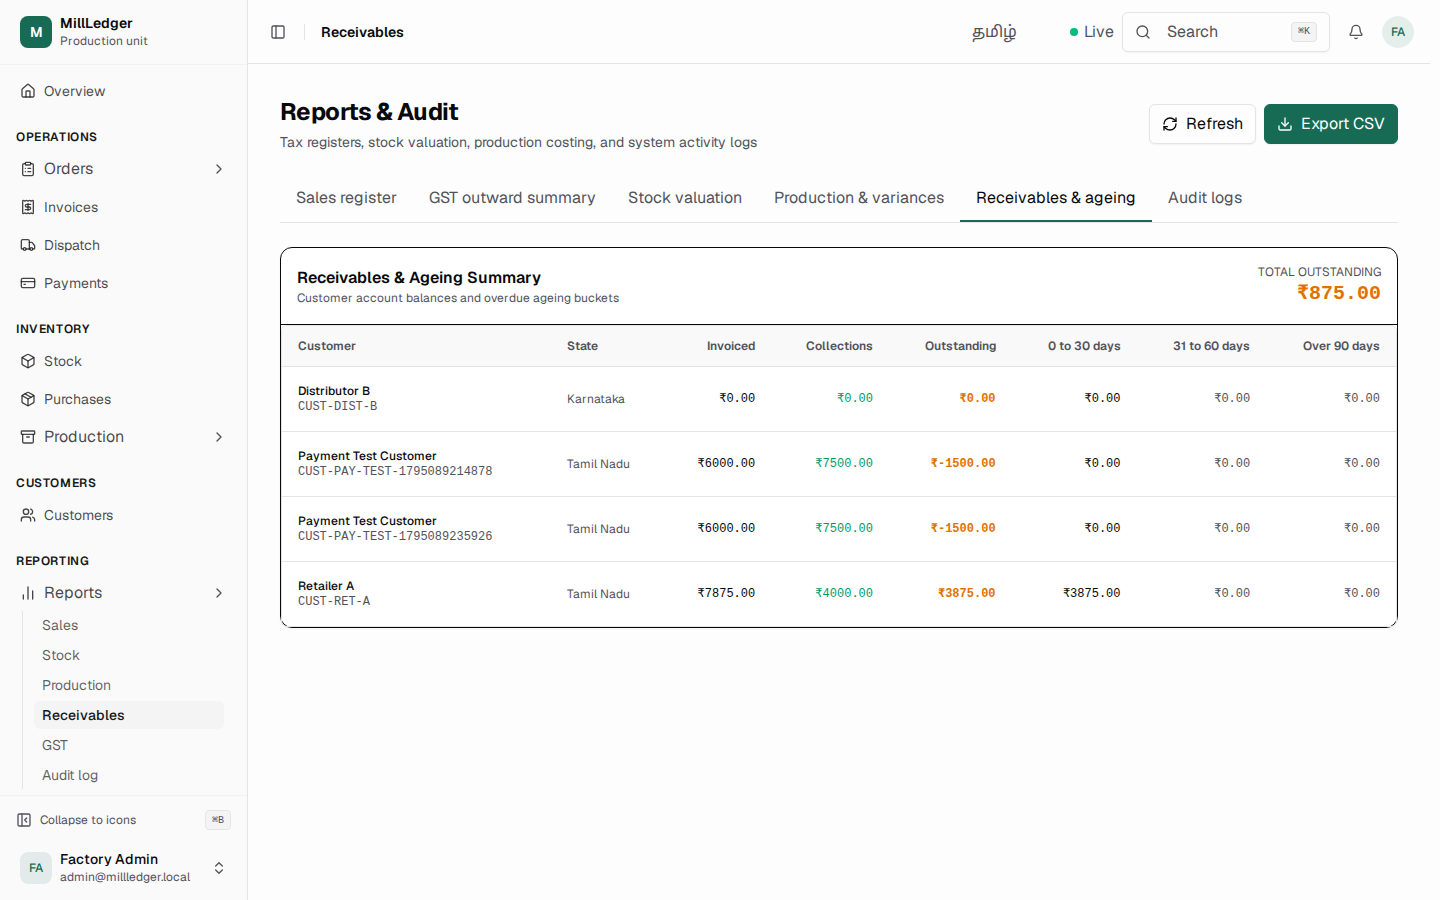 M
MillLedger
Production unit
Overview
OPERATIONS
Orders
Invoices
Dispatch
Payments
INVENTORY
Stock
Purchases
Production
CUSTOMERS
Customers
REPORTING
Reports
Sales
Stock
Production
Receivables
GST
Audit log
Collapse to icons ⌘B
FA
Factory Admin
admin@millledger.local
Receivables
தமிழ்
Live
Search ⌘K
FA
Reports & Audit
Tax registers, stock valuation, production costing, and system activity logs
Refresh
Export CSV
Sales register GST outward summary Stock valuation Production & variances Receivables & ageing Audit logs
Receivables & Ageing Summary
Customer account balances and overdue ageing buckets
TOTAL OUTSTANDING
₹875.00
Customer State Invoiced Collections Outstanding 0 to 30 days 31 to 60 days Over 90 days
Distributor B
CUST-DIST-B
Karnataka ₹0.00 ₹0.00 ₹0.00 ₹0.00 ₹0.00 ₹0.00
Payment Test Customer
CUST-PAY-TEST-1795089214878
Tamil Nadu ₹6000.00 ₹7500.00 ₹-1500.00 ₹0.00 ₹0.00 ₹0.00
Payment Test Customer
CUST-PAY-TEST-1795089235926
Tamil Nadu ₹6000.00 ₹7500.00 ₹-1500.00 ₹0.00 ₹0.00 ₹0.00
Retailer A
CUST-RET-A
Tamil Nadu ₹7875.00 ₹4000.00 ₹3875.00 ₹3875.00 ₹0.00 ₹0.00